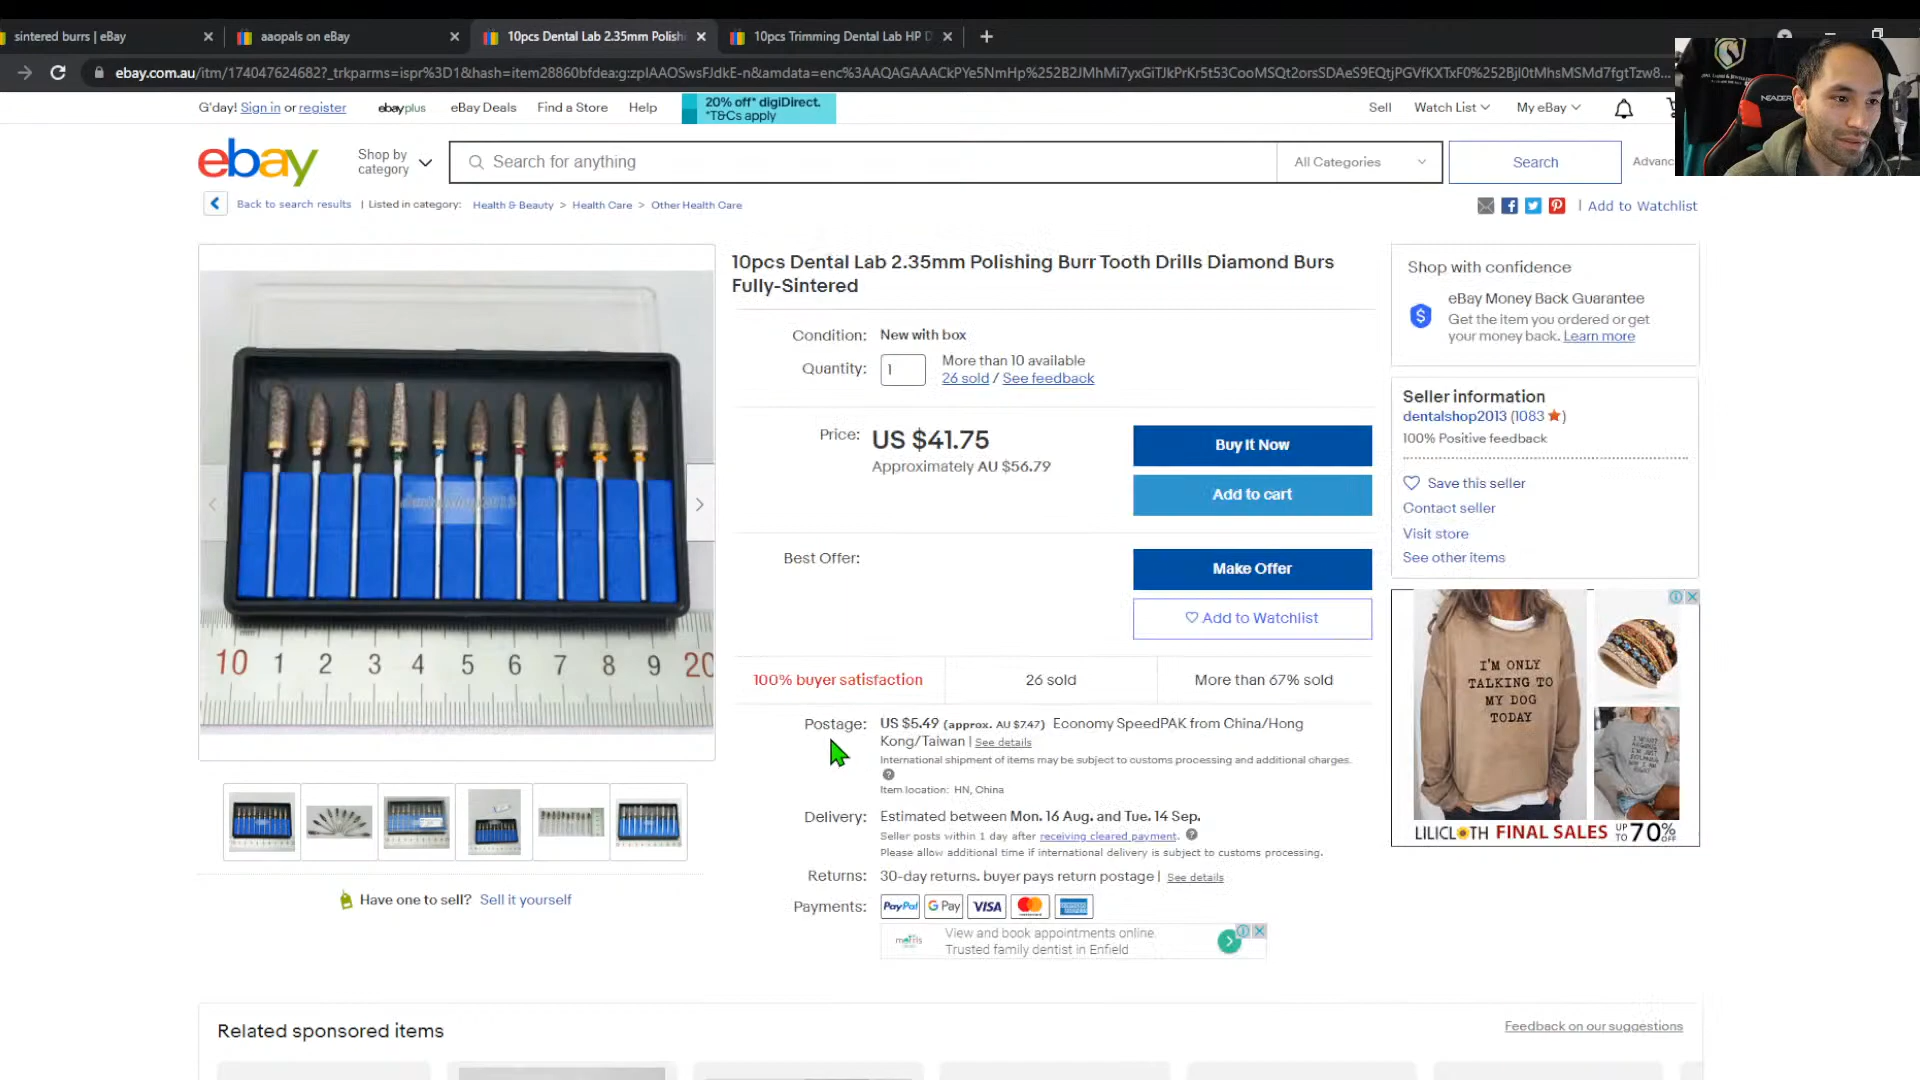 sintered burrs | eBay
aaopals on eBay
10pcs Dental Lab 2.35mm Polish
10pcs Trimming Dental Lab HP D
ebay.com.au/itm/174047624682?_trkparms=ispr%3D1&hash=item28860bfdea:g:zpIAAOSwsFJdkE-n&amdata=enc%3AAQAGAAACkPYe5NmHp%252B2JMhMi7yxGiTJkPrKr5t53CooMSQt2orsSDAeS9EQtjPGVfKXTxF0%252BjI0tMhsMSMd7fgtTzw8...
G'day! Sign in or register
ebayplus
eBay Deals
Find a Store
Help
20% off* digiDirect.
*T&Cs apply
Sell
Watch List
My eBay
ebay
Shop by
category
Search for anything
All Categories
Search
Advanc
Back to search results | Listed in category: Health & Beauty > Health Care > Other Health Care
| Add to Watchlist
10pcs Dental Lab 2.35mm Polishing Burr Tooth Drills Diamond Burs
Fully-Sintered
Condition: New with box
Quantity: 1
More than 10 available
26 sold / See feedback
Price: US $41.75
Approximately AU $56.79
Buy It Now
Add to cart
Best Offer:
Make Offer
Add to Watchlist
100% buyer satisfaction
26 sold
More than 67% sold
Postage: US $5.49 (approx. AU $7.47) Economy SpeedPAK from China/Hong
Kong/Taiwan | See details
International shipment of items may be subject to customs processing and additional charges.
Item location: HN, China
Delivery: Estimated between Mon. 16 Aug. and Tue. 14 Sep.
Seller posts within 1 day after receiving cleared payment.
Please allow additional time if international delivery is subject to customs processing.
Returns: 30-day returns. buyer pays return postage | See details
Payments: PayPal G Pay VISA
View and book appointments online.
Trusted family dentist in Enfield
Shop with confidence
eBay Money Back Guarantee
Get the item you ordered or get
your money back. Learn more
Seller information
dentalshop2013 (1083)
100% Positive feedback
Save this seller
Contact seller
Visit store
See other items
I'M ONLY
TALKING TO
MY DOG
TODAY
LILICLOTH FINAL SALES UP TO 70%
dentalshop2013
10 1 2 3 4 5 6 7 8 9 20
Have one to sell? Sell it yourself
Related sponsored items
Feedback on our suggestions